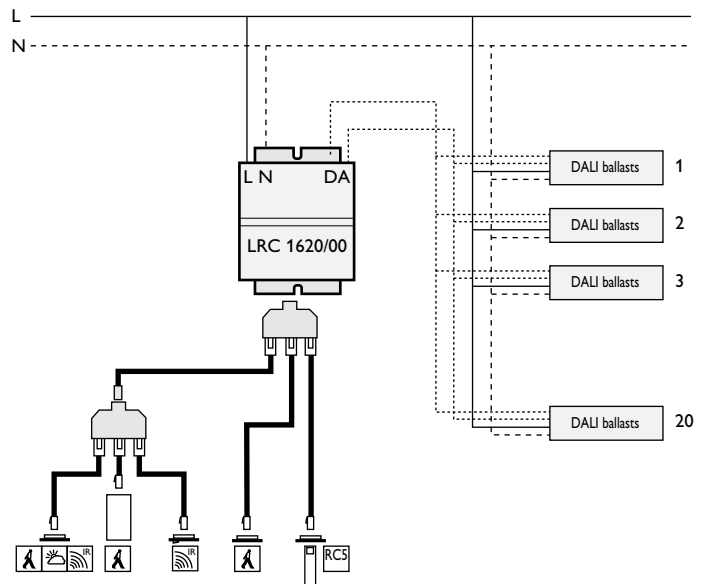 L
N
L N DA
LRC 1620/00
DALI ballasts 1
DALI ballasts 2
DALI ballasts 3
DALI ballasts 20
IR IR RC5